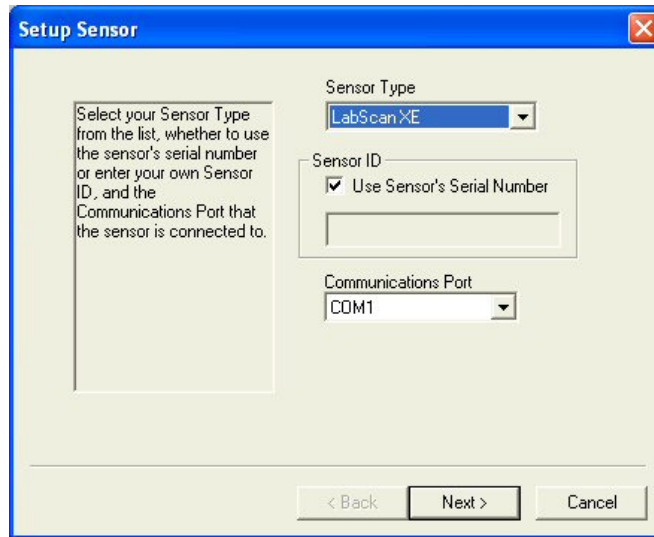 Setup Sensor
Select your Sensor Type
from the list, whether to use
the sensor's serial number
or enter your own Sensor
ID, and the
Communications Port that
the sensor is connected to.
Sensor Type
LabScan XE
Sensor ID
Use Sensor's Serial Number
Communications Port
COM1
< Back
Next >
Cancel